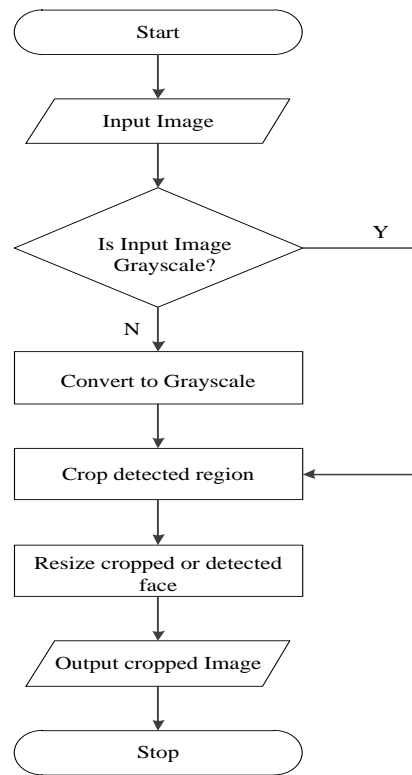 Start
Input Image
Is Input Image
Grayscale?
Y
N
Convert to Grayscale
Crop detected region
Resize cropped or detected
face
Output cropped Image
Stop